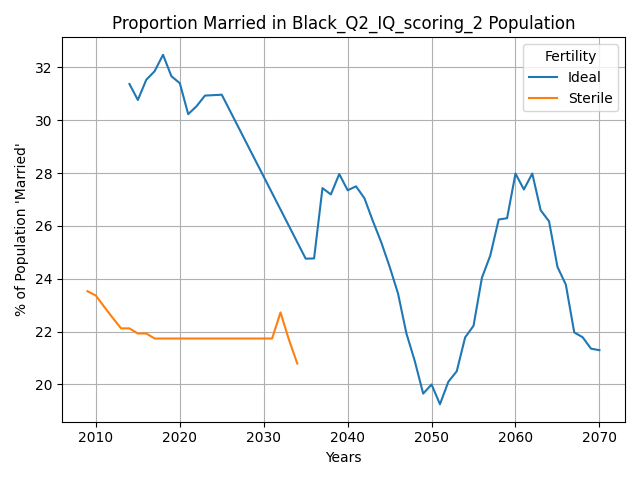 Proportion Married in Black_Q2_IQ_scoring_2 Population
Fertility
Ideal
Sterile
% of Population 'Married'
32
30
28
26
24
22
20
2010 2020 2030 2040 2050 2060 2070
Years